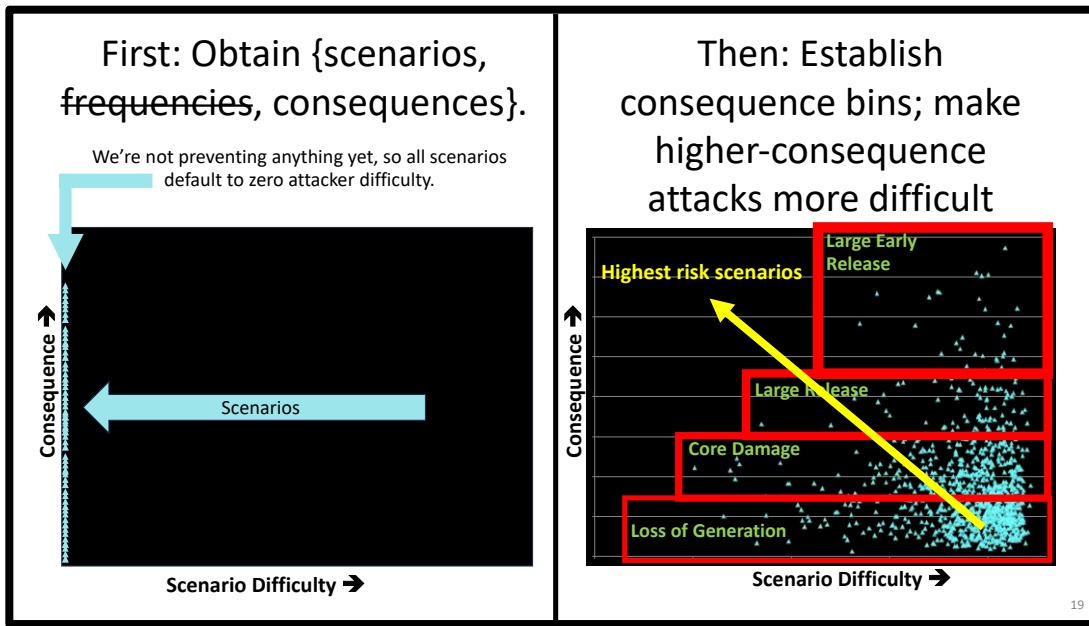 First: Obtain {scenarios,
frequencies, consequences}.
We're not preventing anything yet, so all scenarios
default to zero attacker difficulty.
Consequence →
Scenarios
Scenario Difficulty →
Then: Establish
consequence bins; make
higher-consequence
attacks more difficult
Large Early
Release
Highest risk scenarios
Large Release
Core Damage
Loss of Generation
Consequence →
Scenario Difficulty →
19